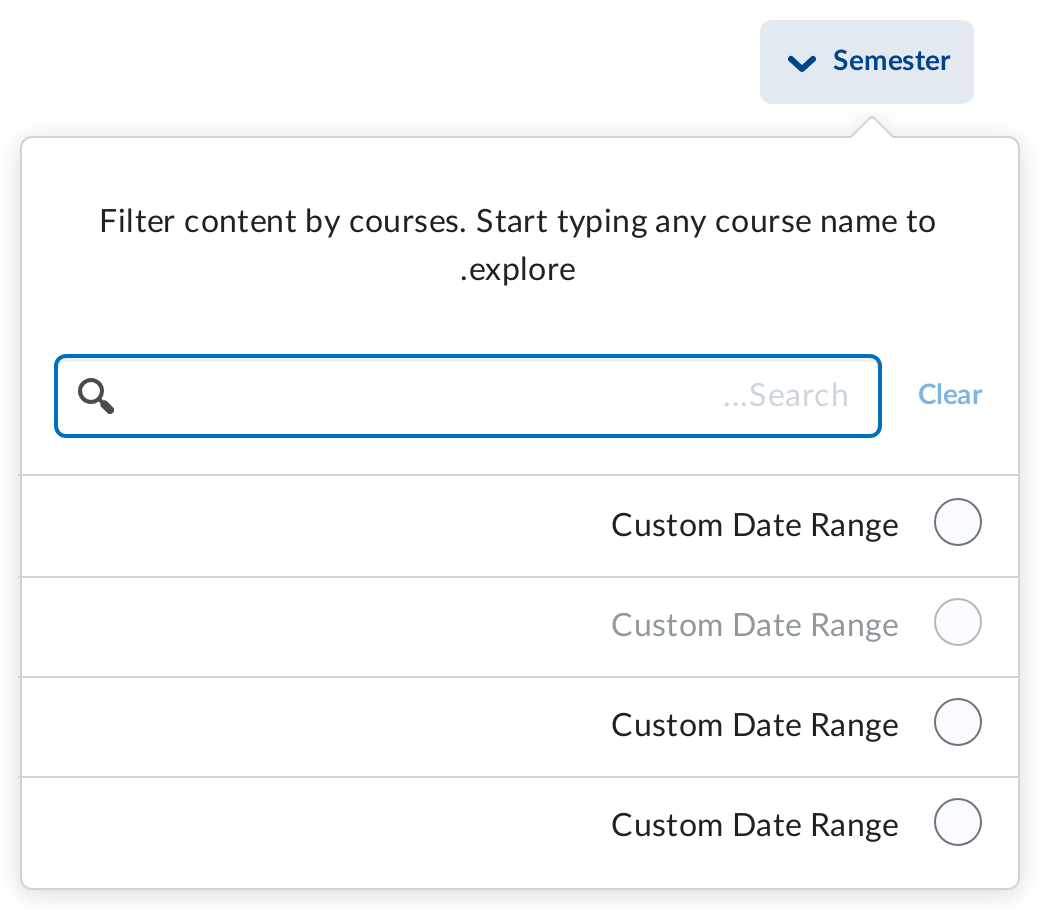 Semester
Filter content by courses. Start typing any course name to
.explore
...Search
Clear
Custom Date Range
Custom Date Range
Custom Date Range
Custom Date Range